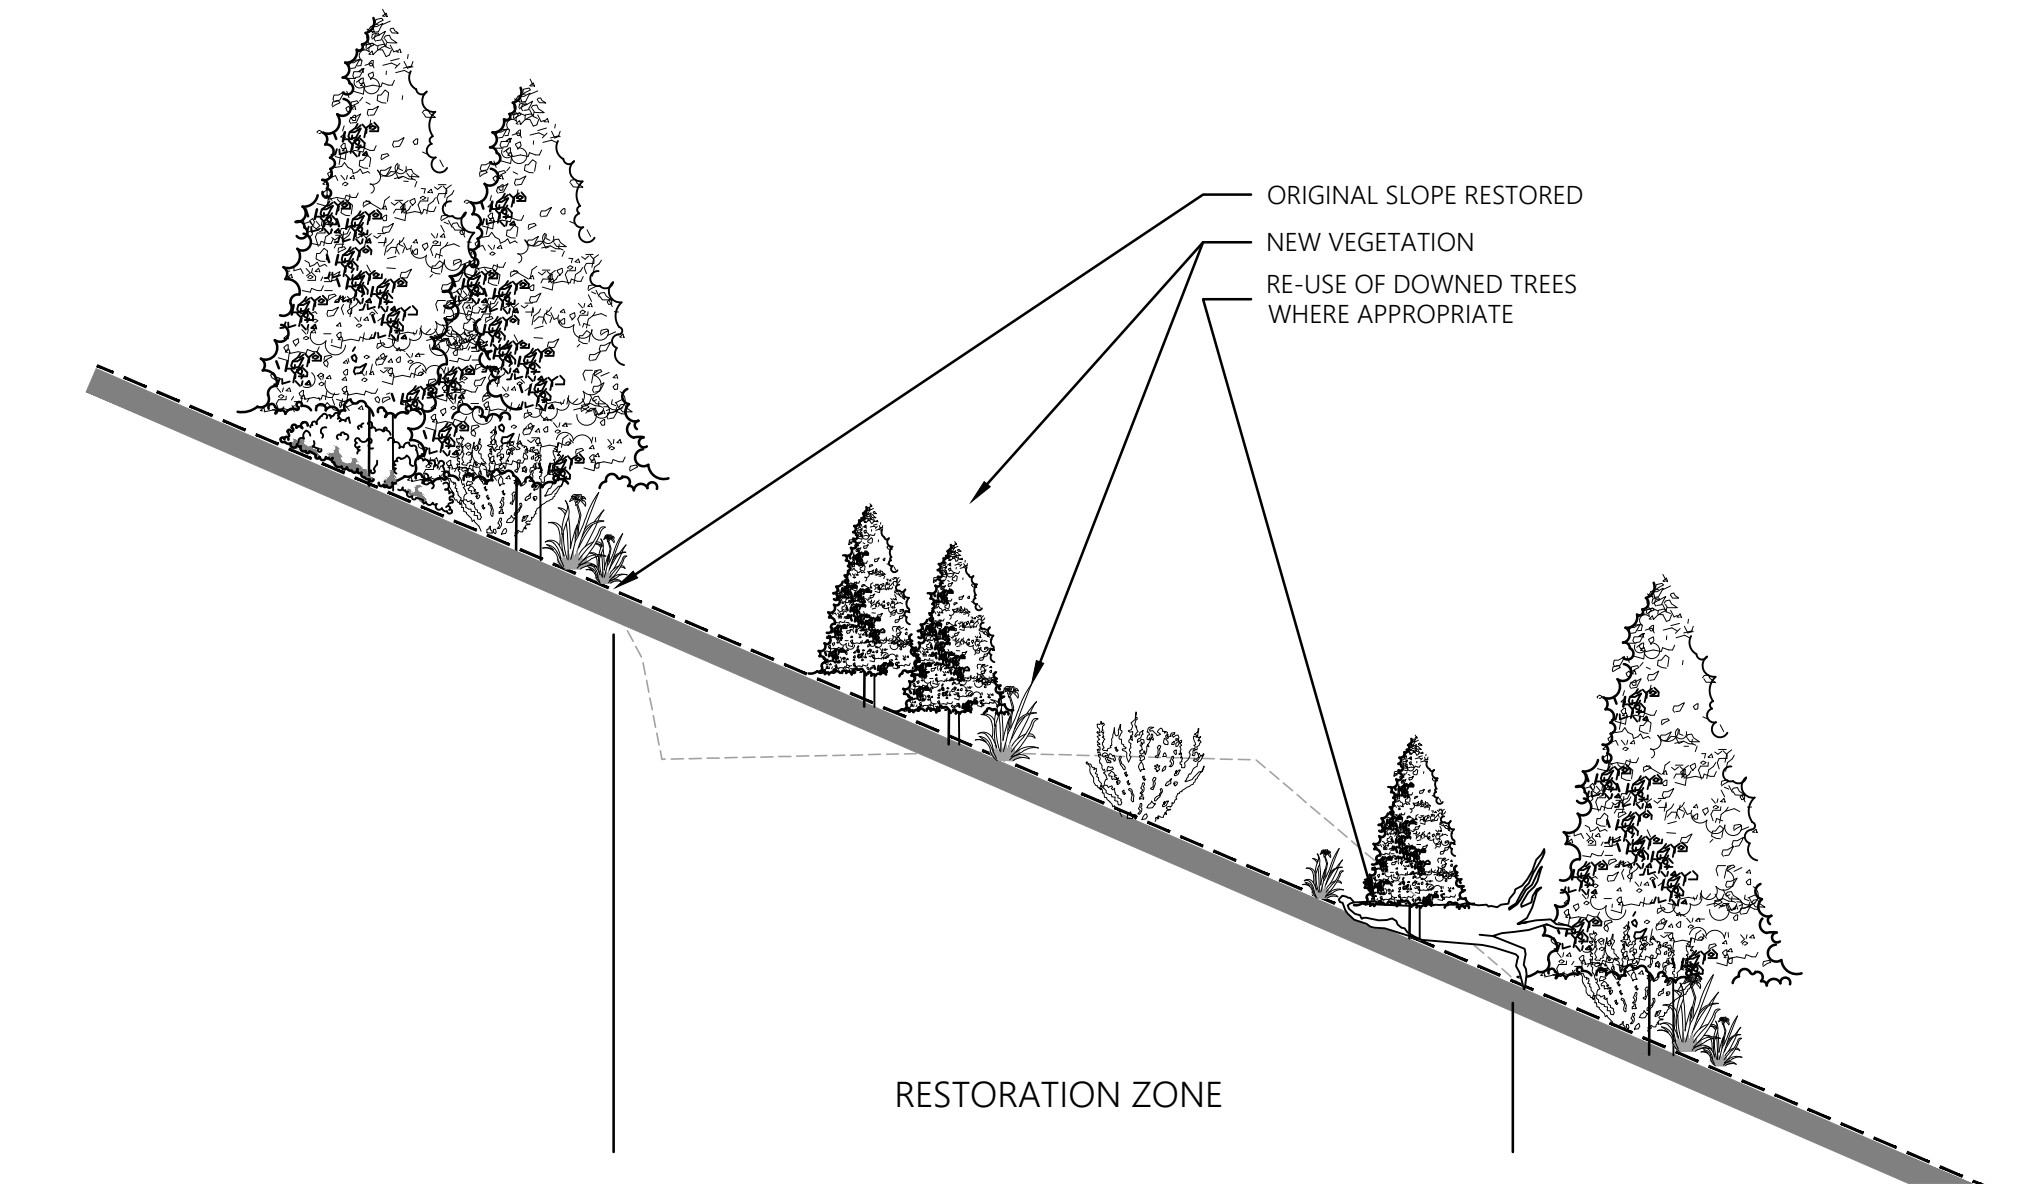 ORIGINAL SLOPE RESTORED
NEW VEGETATION
RE-USE OF DOWNED TREES
WHERE APPROPRIATE
RESTORATION ZONE